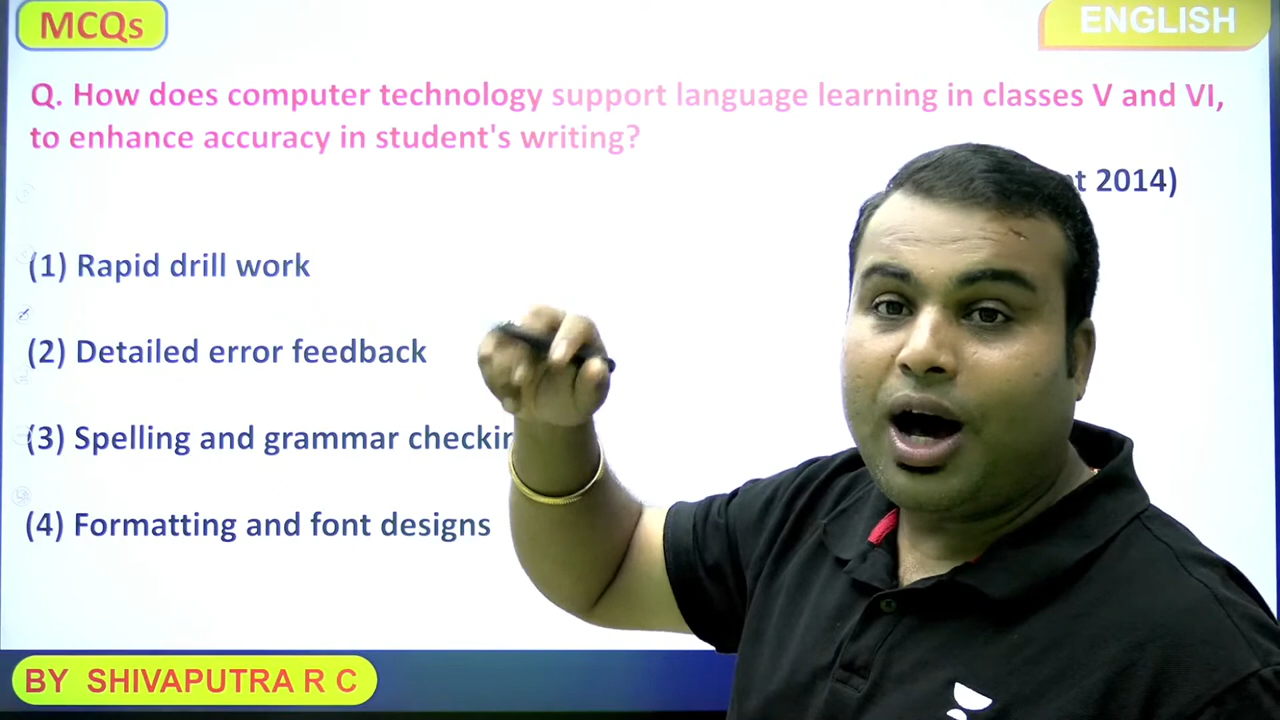 MCQs
ENGLISH
Q. How does computer technology support language learning in classes V and VI,
to enhance accuracy in student's writing?
2014)
(1) Rapid drill work
(2) Detailed error feedback
(3) Spelling and grammar
(4) Formatting and font designs
BY SHIVAPUTRA R C